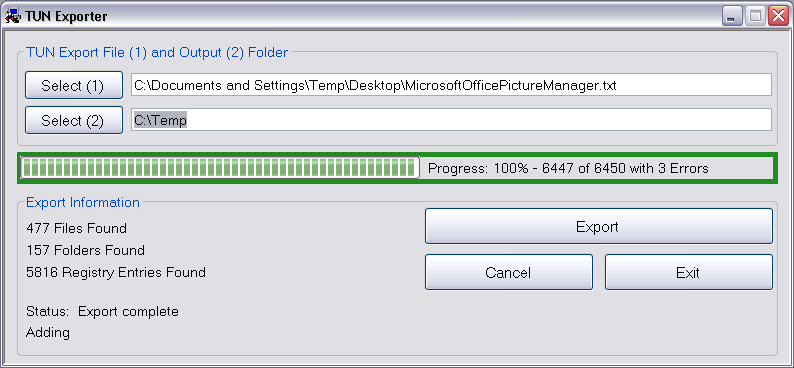 TUN Exporter
TUN Export File (1) and Output (2) Folder
Select (1) C:\Documents and Settings\Temp\Desktop\MicrosoftOfficePictureManager.txt
Select (2) C:\Temp
Progress: 100% - 6447 of 6450 with 3 Errors
Export Information
477 Files Found
157 Folders Found
5816 Registry Entries Found
Export
Cancel Exit
Status: Export complete
Adding